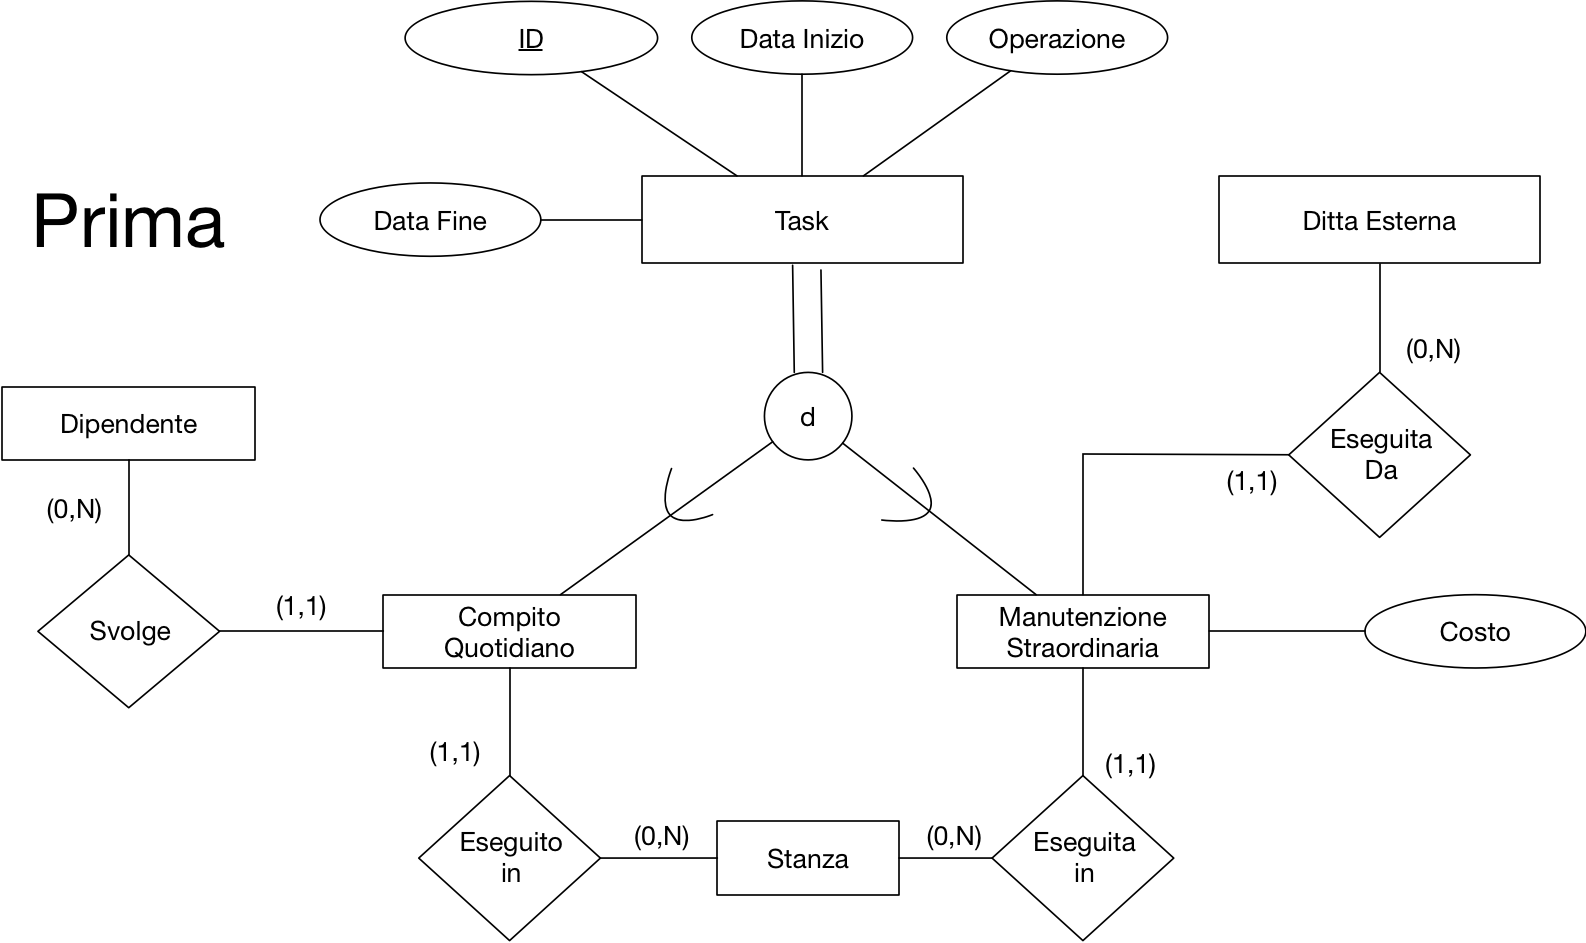 ID
Data Inizio
Operazione
Prima
Data Fine
Task
Ditta Esterna
(0,N)
Dipendente
d
Eseguita
Da
(1,1)
(0,N)
Svolge
(1,1)
Compito
Quotidiano
Manutenzione
Straordinaria
Costo
(1,1)
(1,1)
Eseguito
in
(0,N)
Stanza
(0,N)
Eseguita
in